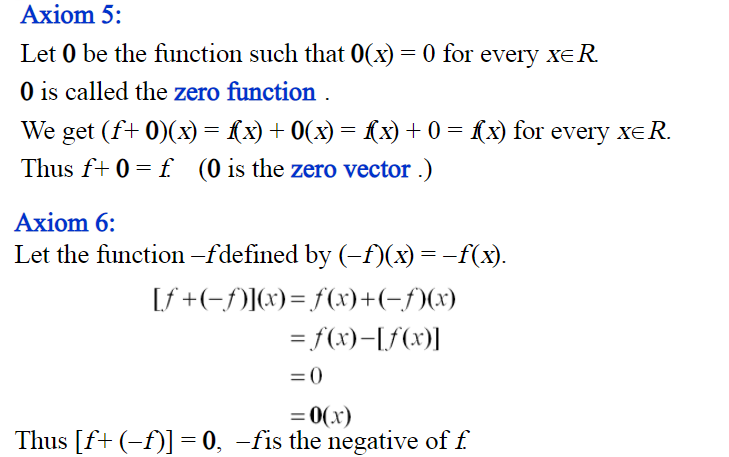 Axiom 5:
Let 0 be the function such that 0(x) = 0 for every x∈R.
0 is called the zero function .
We get (f+ 0)(x) = f(x) + 0(x) = f(x) + 0 = f(x) for every x∈R.
Thus f+ 0 = f. (0 is the zero vector .)
Axiom 6:
Let the function –f defined by (–f)(x) = –f(x).
[f +(–f)](x) = f(x)+(–f)(x)
= f(x)–[f(x)]
= 0
= 0(x)
Thus [f+ (–f)] = 0, –f is the negative of f.